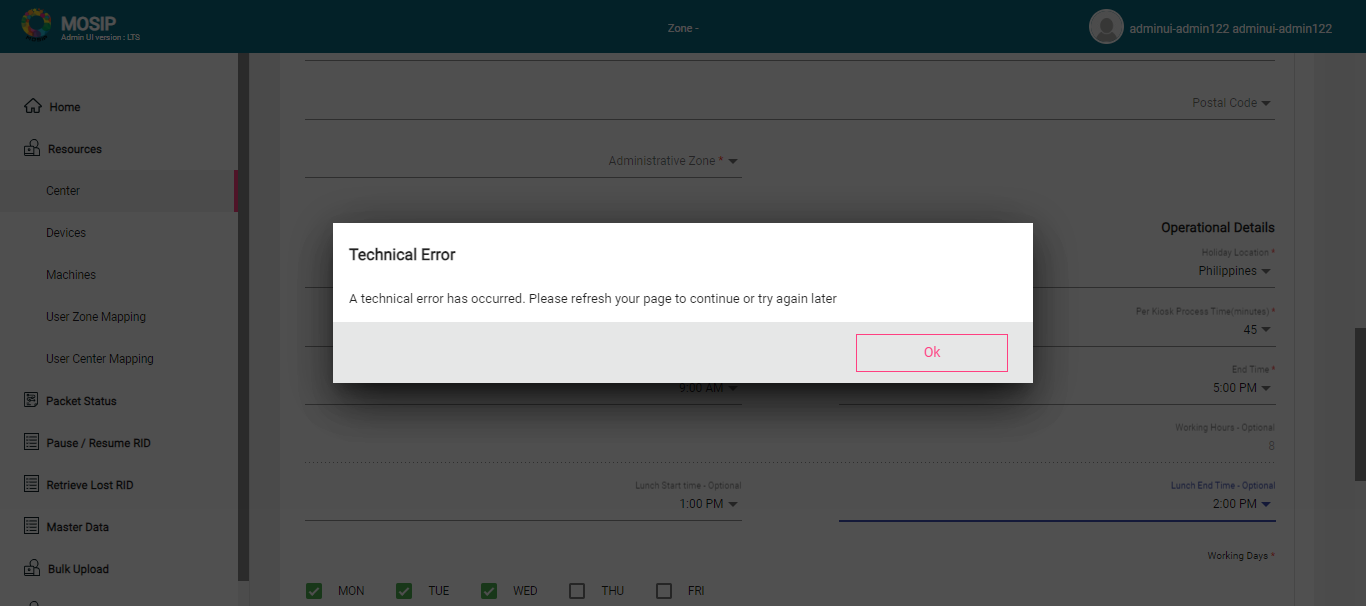 MOSIP
Admin UI version : LTS
Zone -
adminui-admin122 adminui-admin122
Home
Resources
Center
Devices
Machines
User Zone Mapping
User Center Mapping
Packet Status
Pause / Resume RID
Retrieve Lost RID
Master Data
Bulk Upload
Postal Code
Administrative Zone *
Operational Details
Holiday Location *
Philippines
Per Kiosk Process Time(minutes) *
45
Technical Error
A technical error has occurred. Please refresh your page to continue or try again later
Ok
9:00 AM
End Time *
5:00 PM
Working Hours - Optional
8
Lunch Start time - Optional
1:00 PM
Lunch End Time - Optional
2:00 PM
Working Days *
MON TUE WED THU FRI